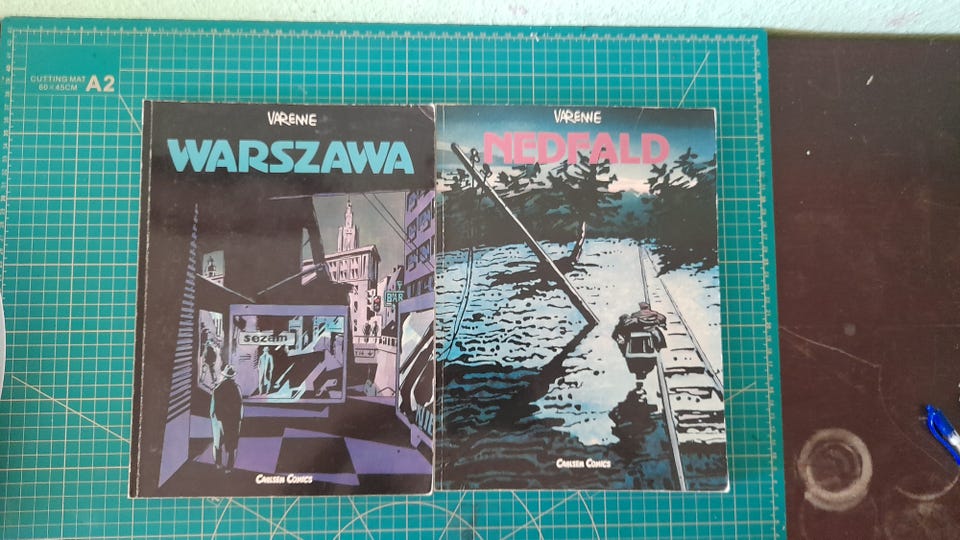 CUTTING MAT
60×45CM
A2
VARENNE
WARSZAWA
BAR
sezam
CARLSEN COMICS
VARENNE
NEDFALD
CARLSEN COMICS